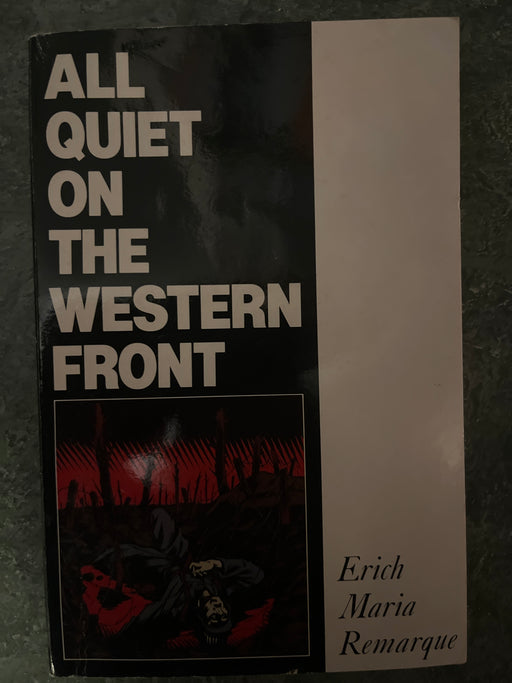 ALL
QUIET
ON
THE
WESTERN
FRONT
Erich
Maria
Remarque